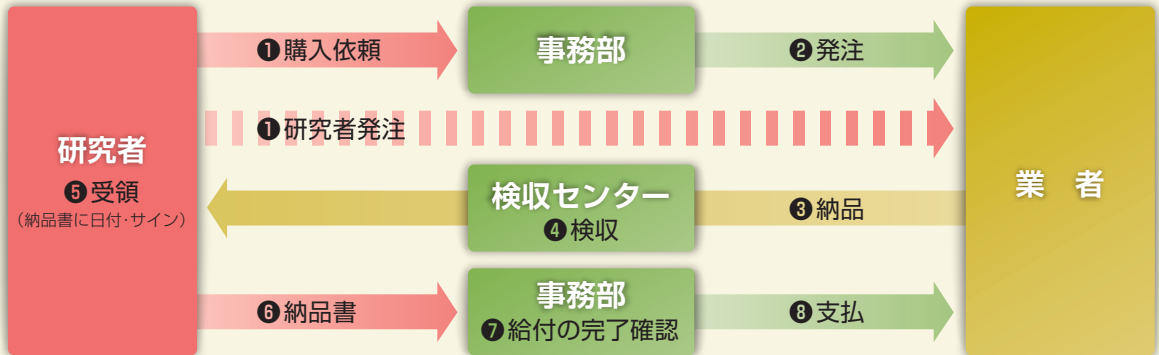 ❶購入依頼
事務部
❷発注
❶研究者発注
研究者
❺受領
（納品書に日付・サイン）
検収センター
❹検収
❸納品
業　者
❻納品書
事務部
❼給付の完了確認
❽支払